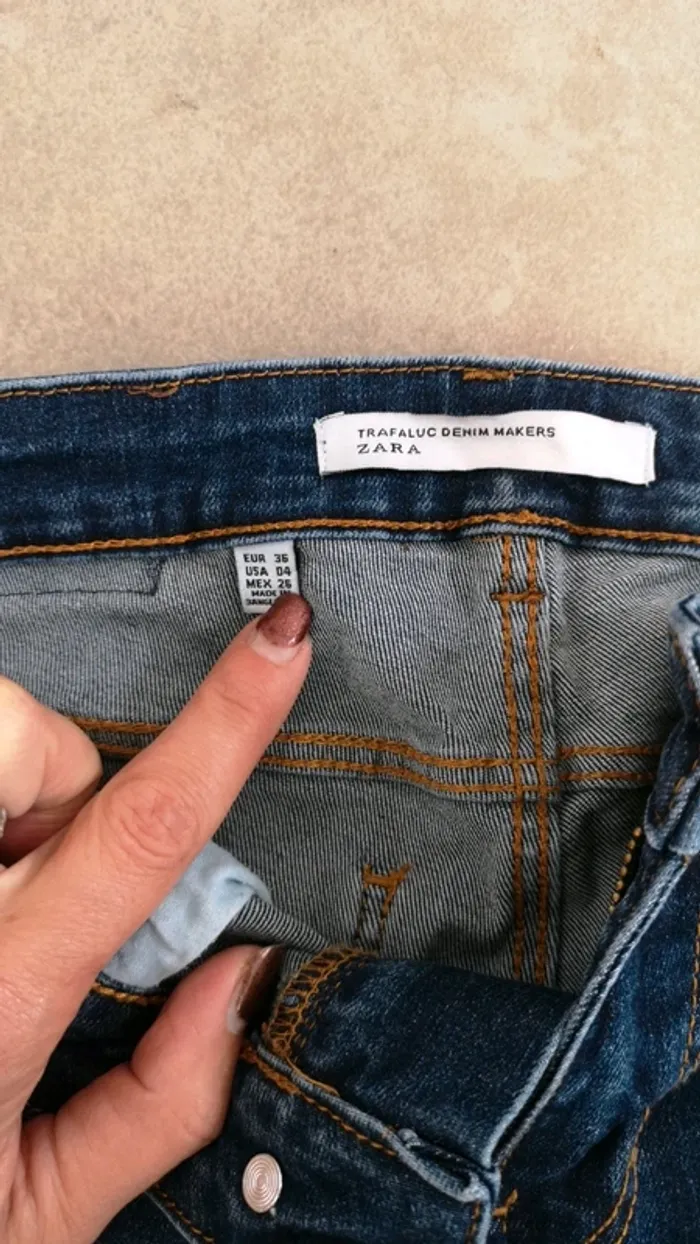 TRAFALUC DENIM MAKERS
ZARA
EUR 36
USA 04
MEX 26
MADE IN